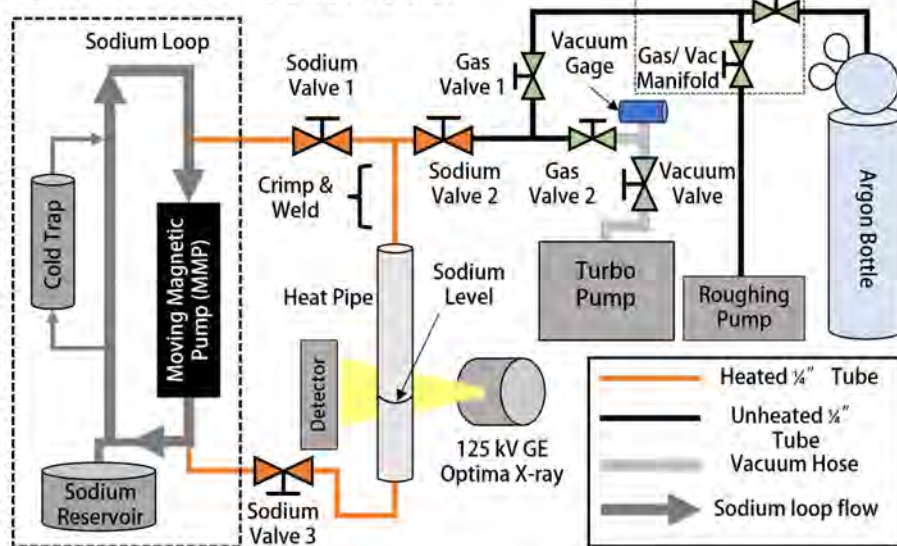 Sodium Loop
Sodium
Valve 1
Gas
Valve 1
Vacuum
Gage
Gas/ Vac
Manifold
Crimp &
Weld
Sodium
Valve 2
Gas
Valve 2
Vacuum
Valve
Cold Trap
Moving Magnetic
Pump (MMP)
Heat Pipe
Sodium
Level
Turbo
Pump
Roughing
Pump
Argon Bottle
Detector
125 kV GE
Optima X-ray
Sodium
Reservoir
Sodium
Valve 3
Heated ¼" Tube
Unheated ¼"
Tube
Vacuum Hose
Sodium loop flow